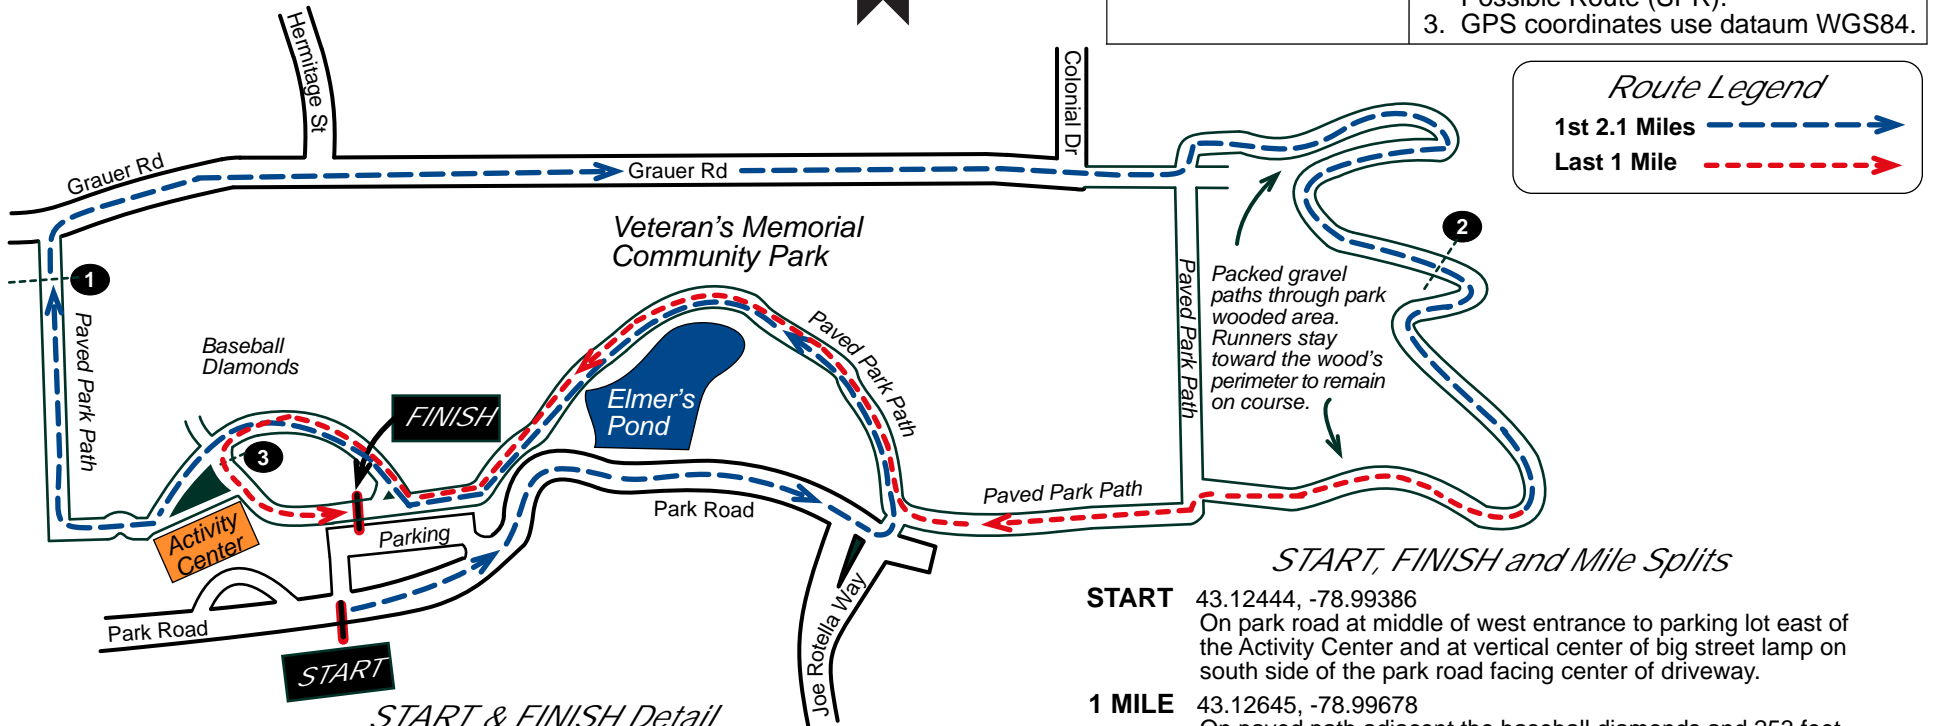 3. GPS coordinates use dataum WGS84.
Route Legend
1st 2.1 Miles
Last 1 Mile
Hermitage St
Colonial Dr
Grauer Rd
Grauer Rd
Veteran's Memorial
Community Park
1
2
Paved Park Path
Packed gravel
paths through park
wooded area.
Runners stay
toward the wood's
perimeter to remain
on course.
Paved Park Path
Paved Park Path
Baseball
DIamonds
Elmer's
Pond
FINISH
3
Paved Park Path
Park Road
Activity
Center
Parking
Park Road
START
Joe Rotella Way
START & FINISH Detail
START, FINISH and Mile Splits
START 43.12444, -78.99386
On park road at middle of west entrance to parking lot east of
the Activity Center and at vertical center of big street lamp on
south side of the park road facing center of driveway.
1 MILE 43.12645, -78.99678